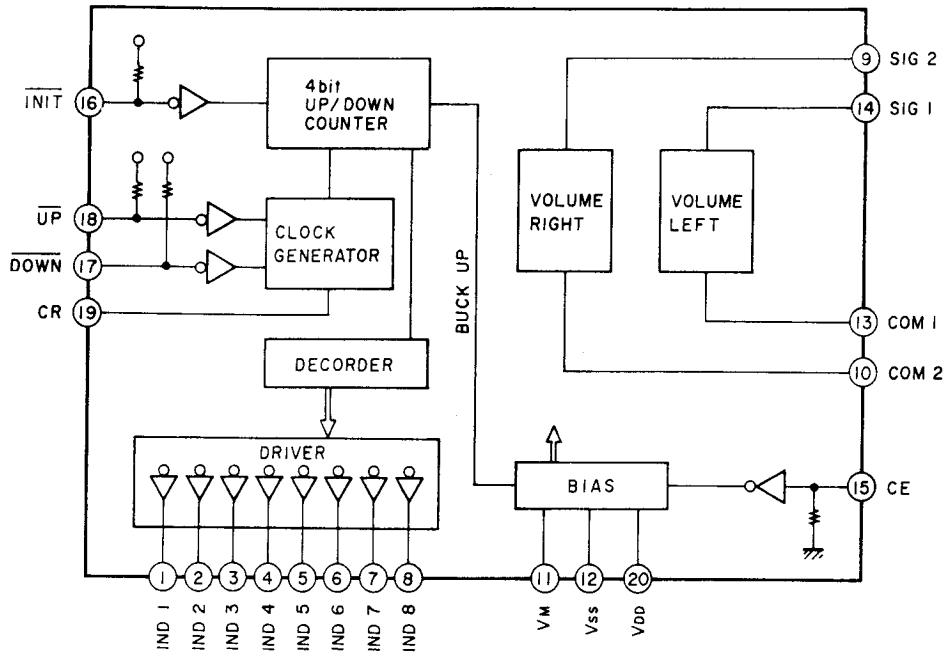 INIT
16
4bit
UP/DOWN
COUNTER
9
SIG 2
14
SIG 1
UP
18
DOWN
17
CR
19
CLOCK
GENERATOR
VOLUME
RIGHT
VOLUME
LEFT
BUCK UP
13
COM 1
10
COM 2
DECORDER
DRIVER
BIAS
15
CE
1
2
3
4
5
6
7
8
11
12
20
IND 1
IND 2
IND 3
IND 4
IND 5
IND 6
IND 7
IND 8
VM
VSS
VDD